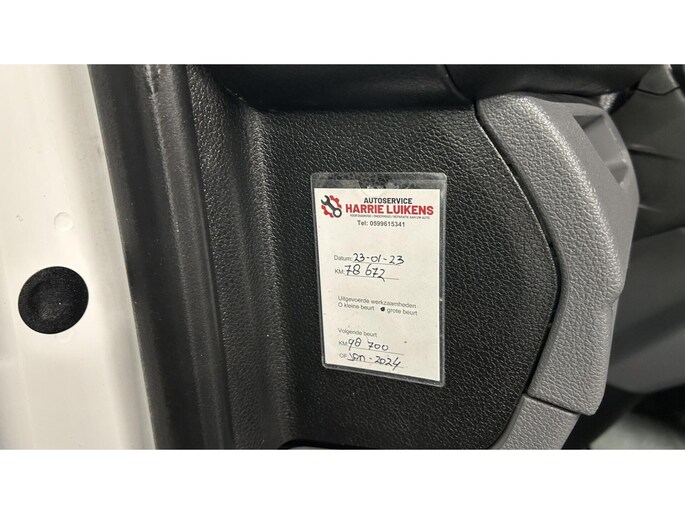 AUTOSERVICE
HARRIE LUIKENS
Tel: 0599615341
Datum: 23-01-23
KM: 78 672
Uitgevoerde werkzaamheden
O kleine beurt grote beurt
Volgende beurt
KM 98 700
OP jan-2024